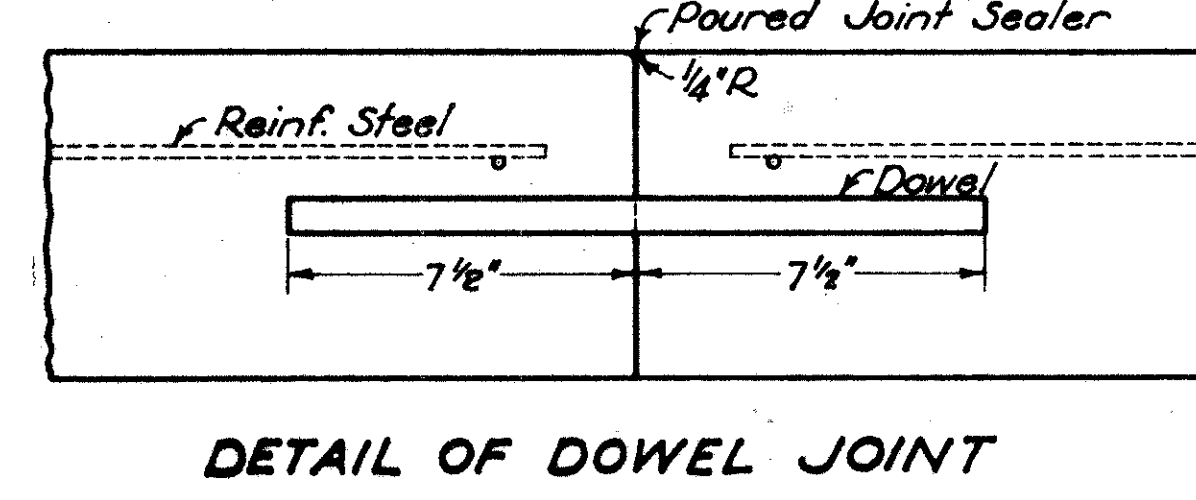 Poured Joint Sealer
1/4" R
Reinf. Steel
Dowel
7 1/2" 7 1/2"
DETAIL OF DOWEL JOINT